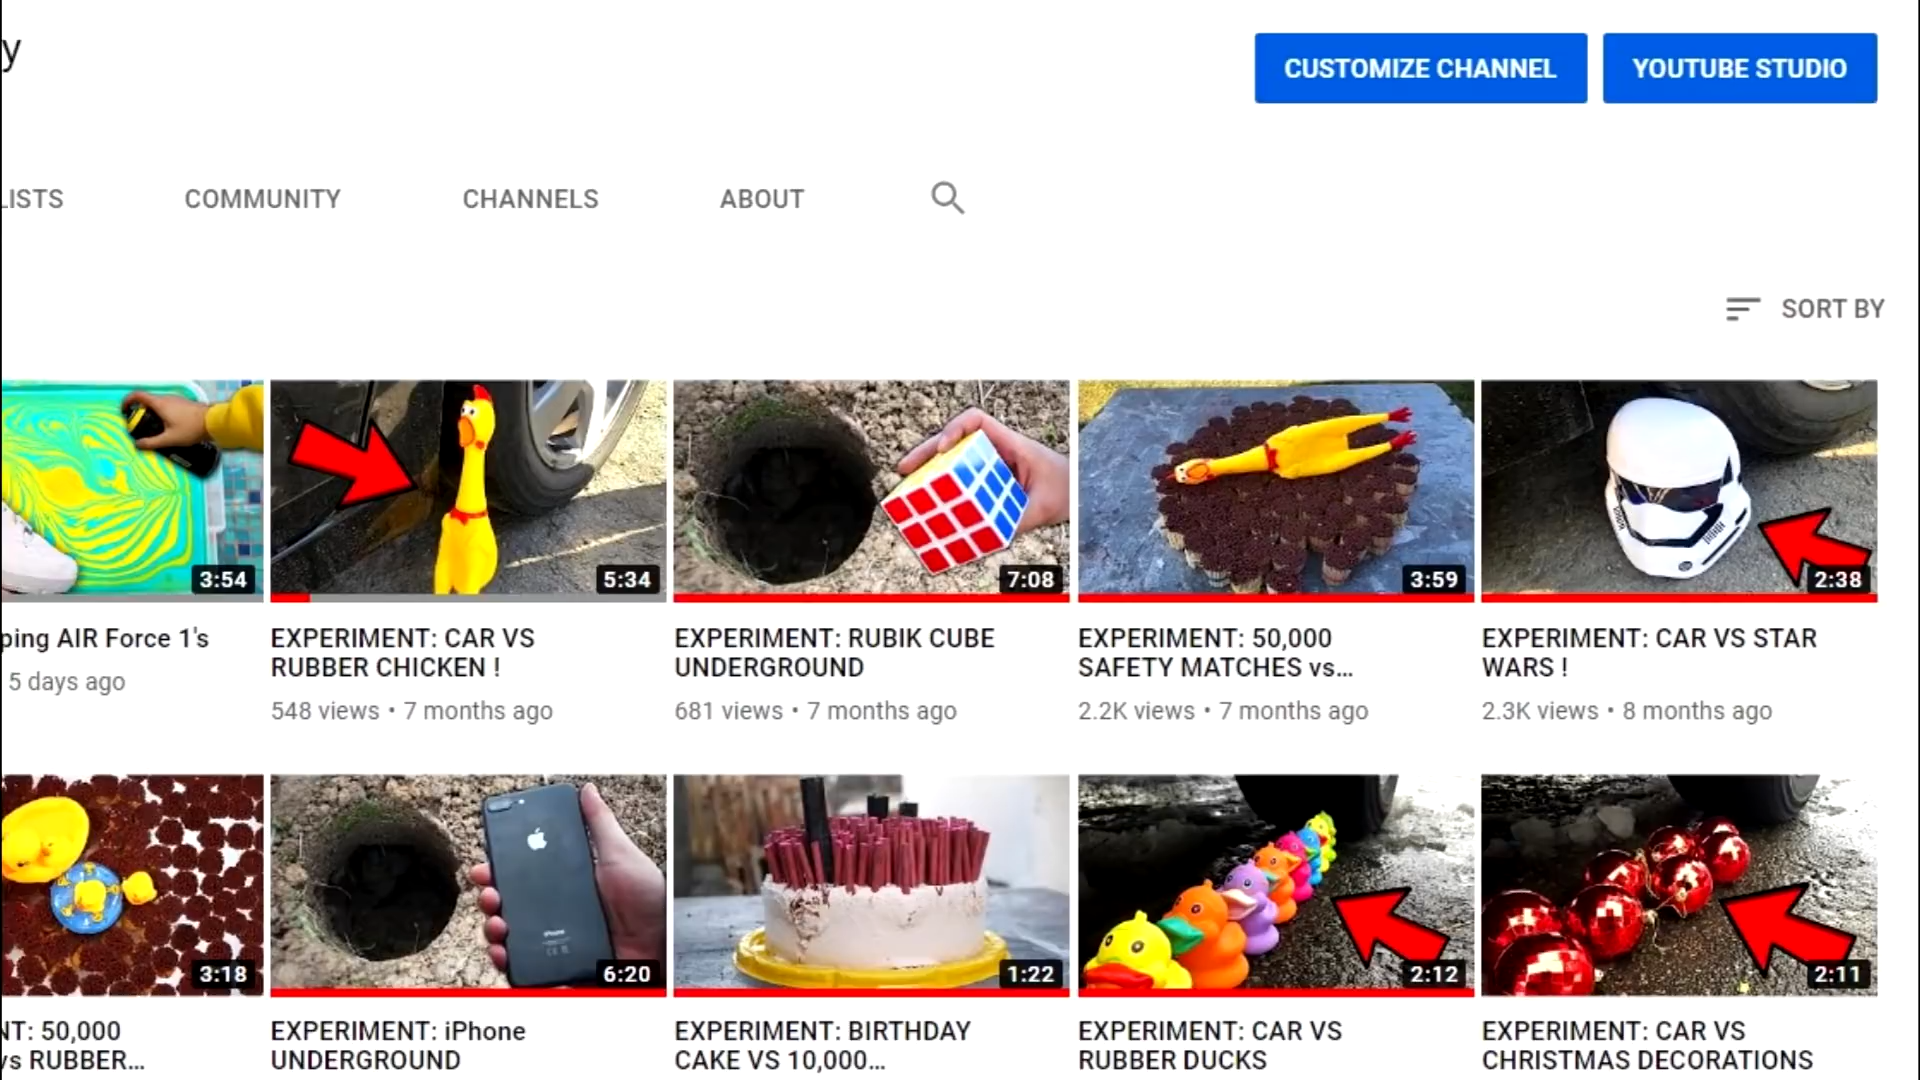 y
CUSTOMIZE CHANNEL
YOUTUBE STUDIO
LISTS
COMMUNITY
CHANNELS
ABOUT
SORT BY
3:54
5:34
7:08
3:59
2:38
ping AIR Force 1's
5 days ago
EXPERIMENT: CAR VS
RUBBER CHICKEN !
548 views • 7 months ago
EXPERIMENT: RUBIK CUBE
UNDERGROUND
681 views • 7 months ago
EXPERIMENT: 50,000
SAFETY MATCHES vs...
2.2K views • 7 months ago
EXPERIMENT: CAR VS STAR
WARS !
2.3K views • 8 months ago
3:18
iPhone
6:20
1:22
2:12
2:11
NT: 50,000
vs RUBBER...
EXPERIMENT: iPhone
UNDERGROUND
EXPERIMENT: BIRTHDAY
CAKE VS 10,000...
EXPERIMENT: CAR VS
RUBBER DUCKS
EXPERIMENT: CAR VS
CHRISTMAS DECORATIONS